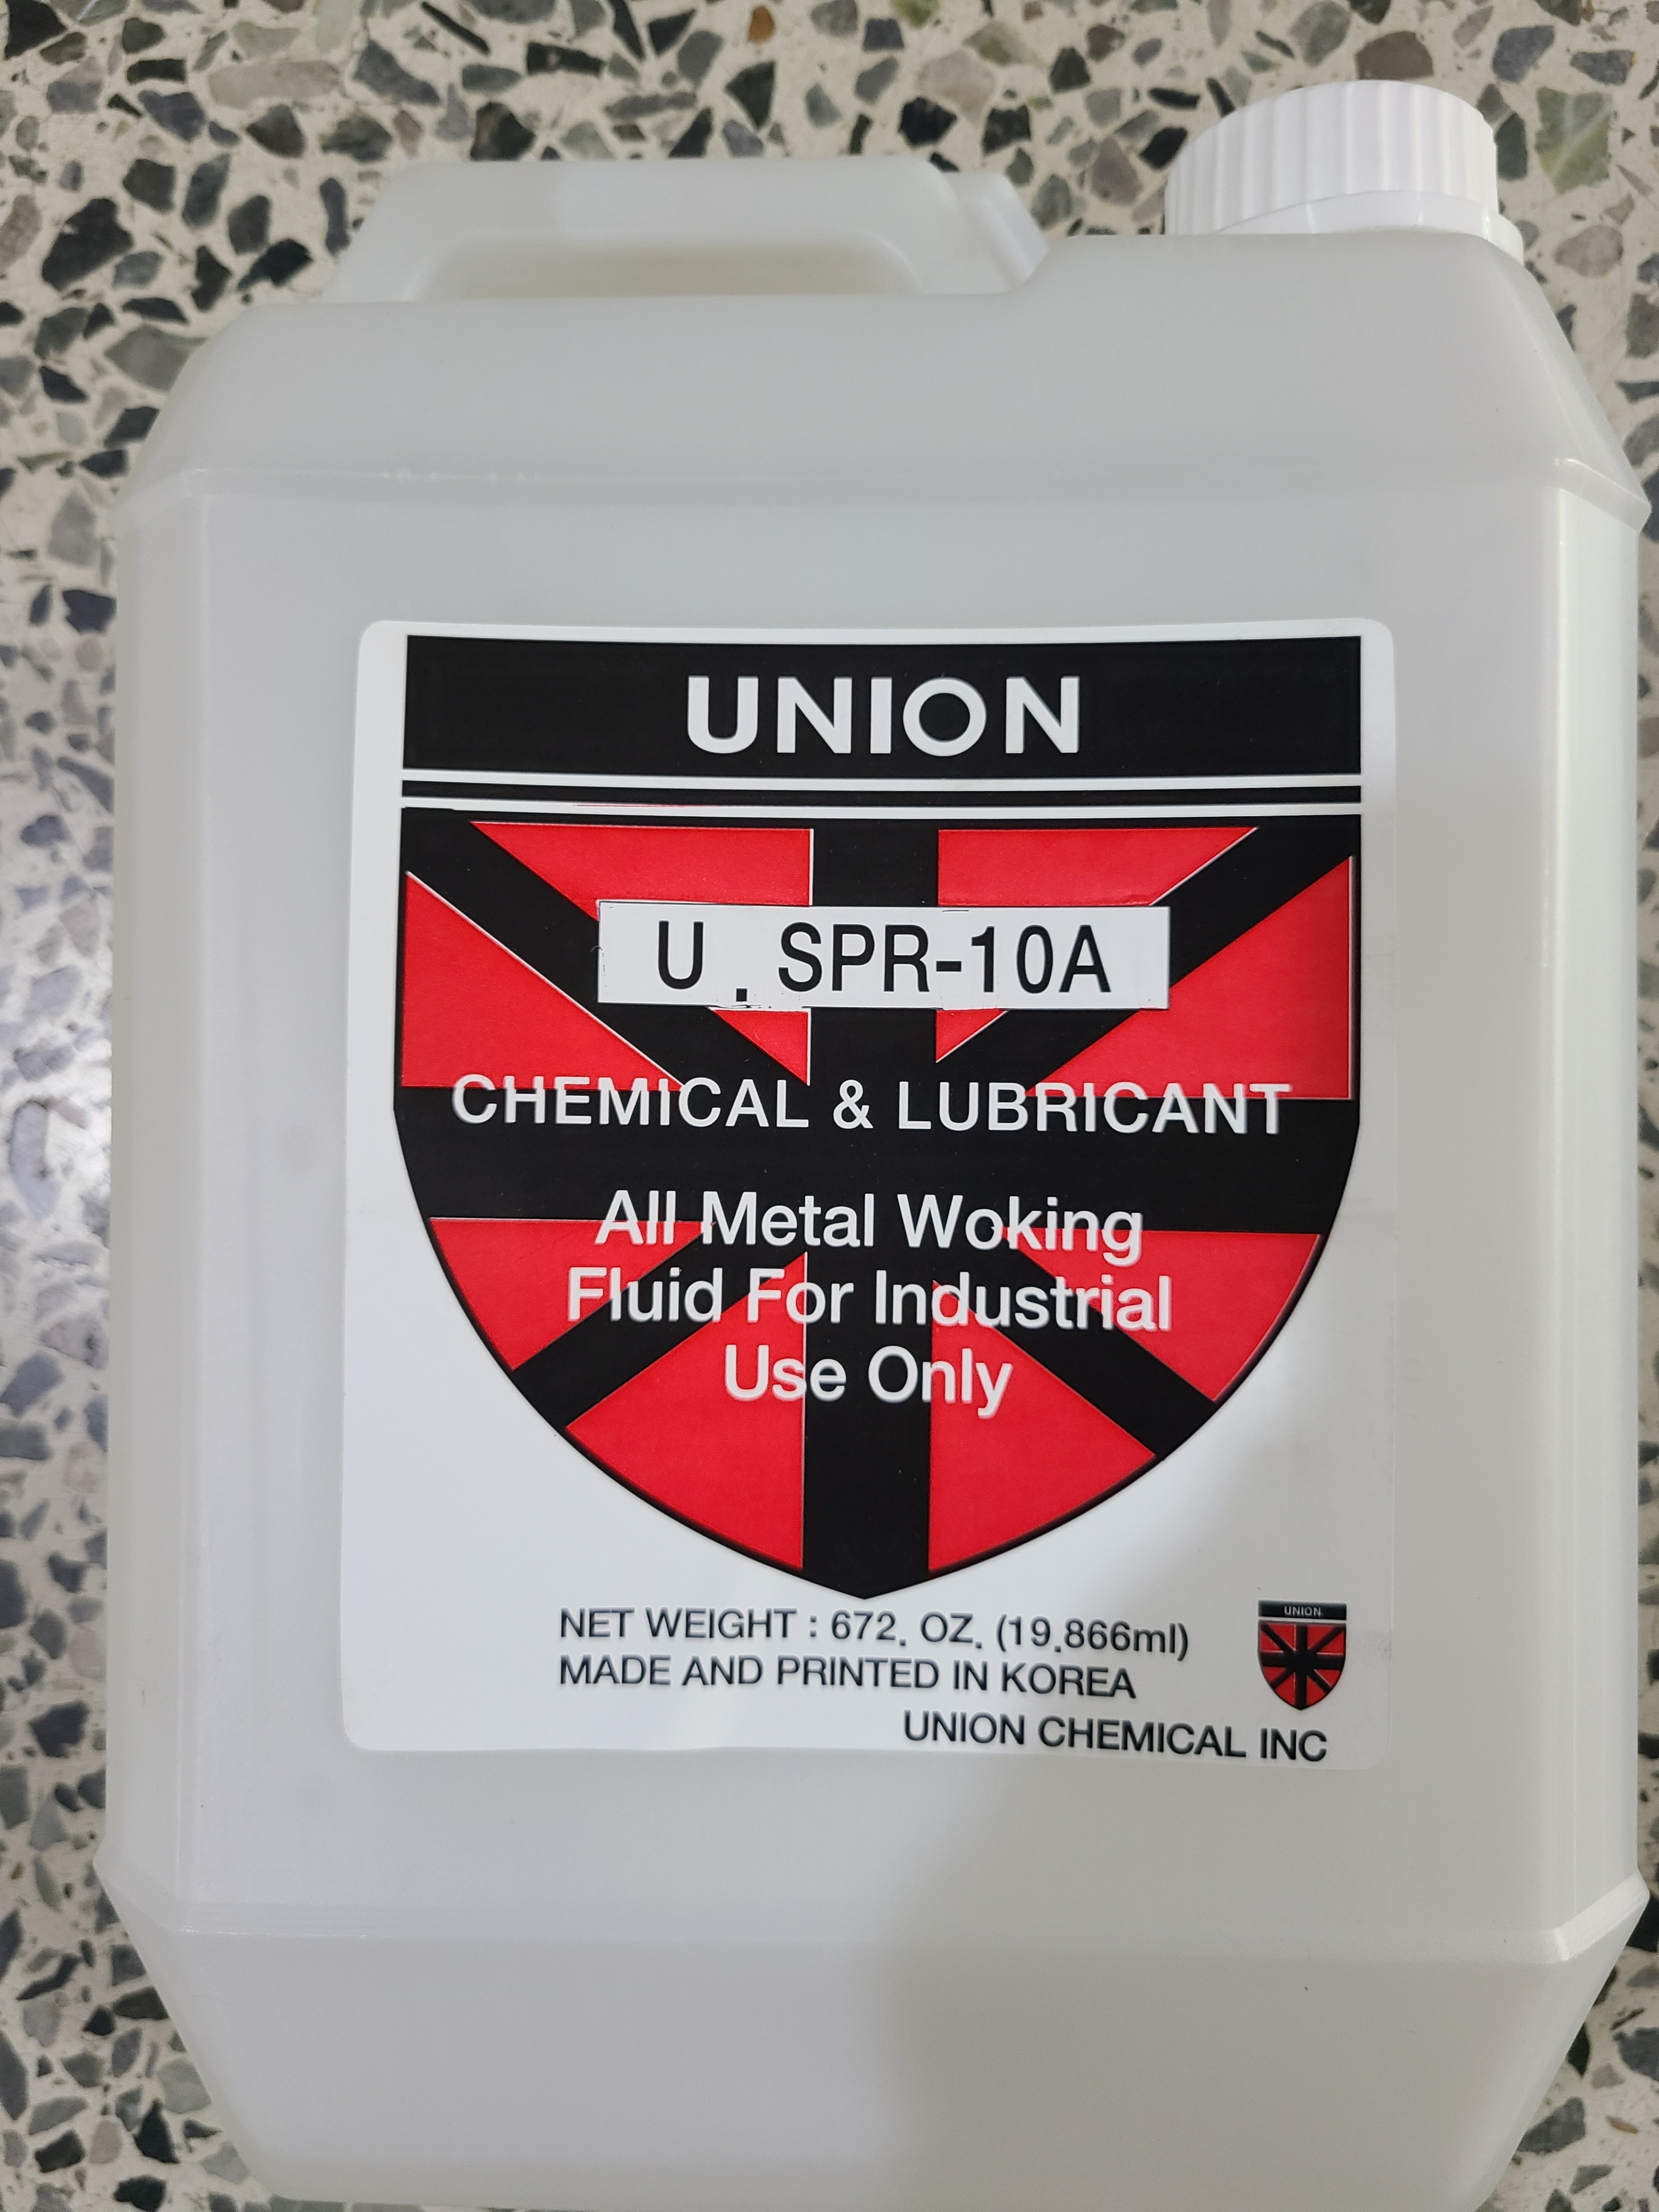 UNION
U . SPR-10A
CHEMICAL & LUBRICANT
All Metal Woking
Fluid For Industrial
Use Only
NET WEIGHT : 672. OZ. (19.866ml)
MADE AND PRINTED IN KOREA
UNION
UNION CHEMICAL INC